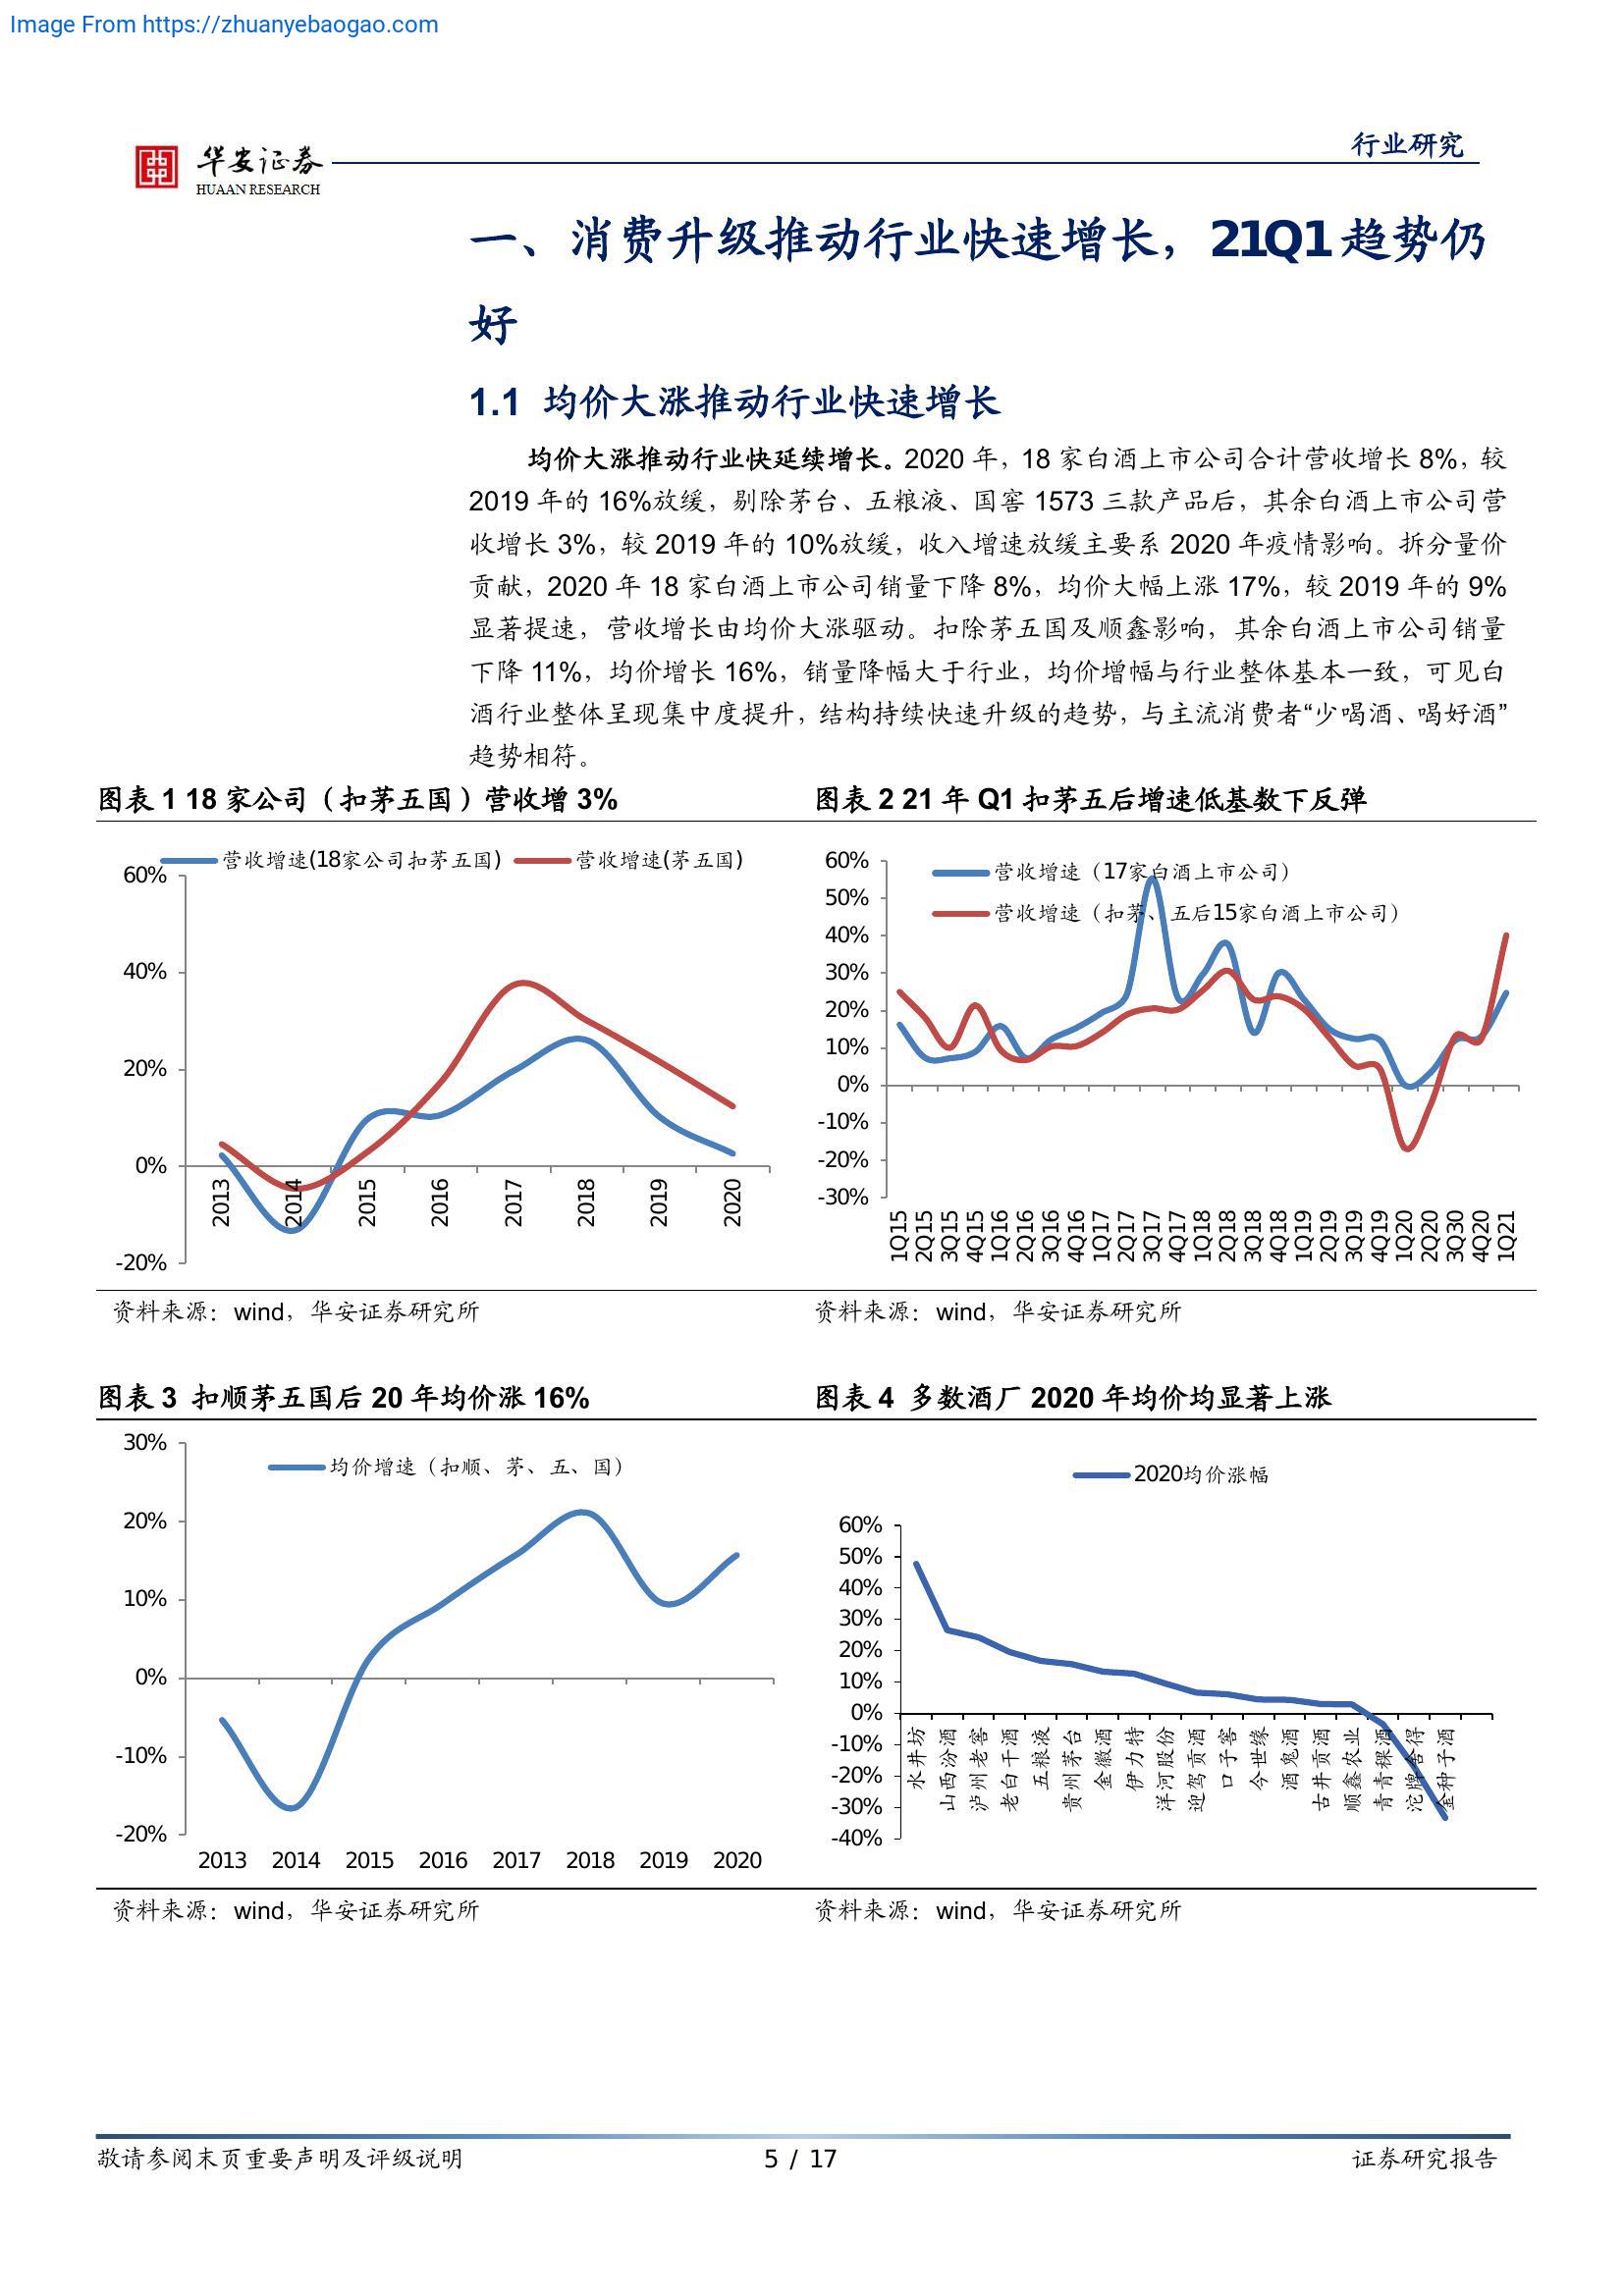 Image From https://zhuanyebaogao.com
华安证券
HUAAN RESEARCH
行业研究
一、消费升级推动行业快速增长，21Q1 趋势仍
好
1.1 均价大涨推动行业快速增长
均价大涨推动行业快延续增长。2020 年，18 家白酒上市公司合计营收增长 8%，较
2019 年的 16%放缓，剔除茅台、五粮液、国窖 1573 三款产品后，其余白酒上市公司营
收增长 3%，较 2019 年的 10%放缓，收入增速放缓主要系 2020 年疫情影响。拆分量价
贡献，2020 年 18 家白酒上市公司销量下降 8%，均价大幅上涨 17%，较 2019 年的 9%
显著提速，营收增长由均价大涨驱动。扣除茅五国及顺鑫影响，其余白酒上市公司销量
下降 11%，均价增长 16%，销量降幅大于行业，均价增幅与行业整体基本一致，可见白
酒行业整体呈现集中度提升，结构持续快速升级的趋势，与主流消费者“少喝酒、喝好酒”
趋势相符。
图表 1 18 家公司（扣茅五国）营收增 3%
营收增速(18家公司扣茅五国)
营收增速(茅五国)
60%
40%
20%
0%
-20%
2013
2014
2015
2016
2017
2018
2019
2020
资料来源：wind，华安证券研究所
图表 2 21 年 Q1 扣茅五后增速低基数下反弹
营收增速（17家白酒上市公司）
营收增速（扣茅、五后15家白酒上市公司）
60%
50%
40%
30%
20%
10%
0%
-10%
-20%
-30%
1Q15
2Q15
3Q15
4Q15
1Q16
2Q16
3Q16
4Q16
1Q17
2Q17
3Q17
4Q17
1Q18
2Q18
3Q18
4Q18
1Q19
2Q19
3Q19
4Q19
1Q20
2Q20
3Q30
4Q20
1Q21
资料来源：wind，华安证券研究所
图表 3 扣顺茅五国后 20 年均价涨 16%
均价增速（扣顺、茅、五、国）
30%
20%
10%
0%
-10%
-20%
2013
2014
2015
2016
2017
2018
2019
2020
资料来源：wind，华安证券研究所
图表 4 多数酒厂 2020 年均价均显著上涨
2020均价涨幅
60%
50%
40%
30%
20%
10%
0%
-10%
-20%
-30%
-40%
水井坊
山西汾酒
泸州老窖
老白干酒
五粮液
贵州茅台
金徽酒
伊力特
洋河股份
迎驾贡酒
口子窖
今世缘
酒鬼酒
古井贡酒
顺鑫农业
青青稞酒
沱牌舍得
金种子酒
资料来源：wind，华安证券研究所
敬请参阅末页重要声明及评级说明
5 / 17
证券研究报告